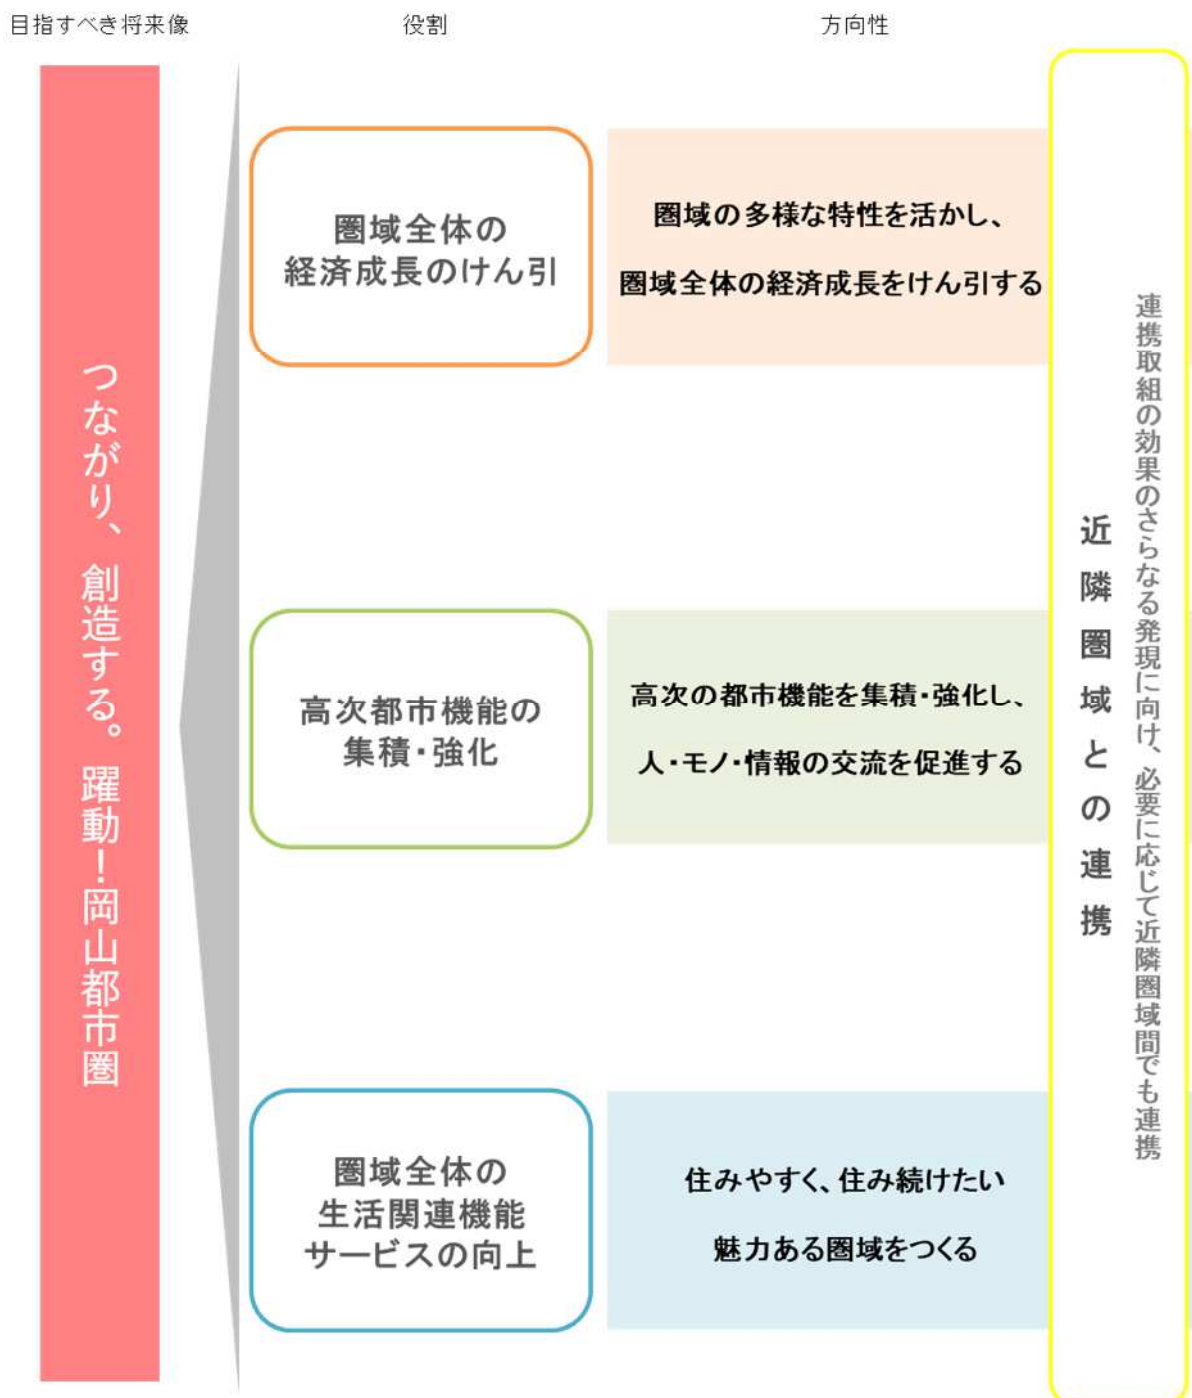 目指すべき将来像
役割
方向性
つながり、創造する。躍動！岡山都市圏
圏域全体の
経済成長のけん引
圏域の多様な特性を活かし、
圏域全体の経済成長をけん引する
高次都市機能の
集積・強化
高次の都市機能を集積・強化し、
人・モノ・情報の交流を促進する
圏域全体の
生活関連機能
サービスの向上
住みやすく、住み続けたい
魅力ある圏域をつくる
連携取組の効果のさらなる発現に向け、必要に応じて近隣圏域間でも連携
近隣圏域との連携